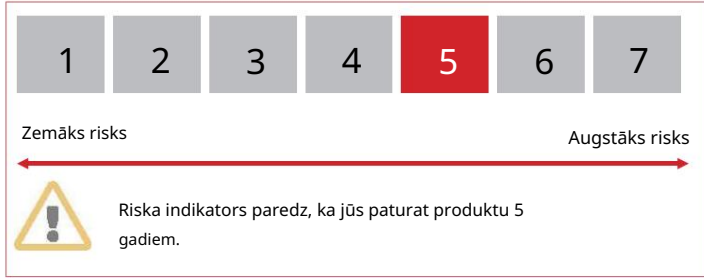 1 2 3 4 5 6 7
Zemāks risks
Augstāks risks
Riska indikators paredz, ka jūs paturat produktu 5
gadiem.